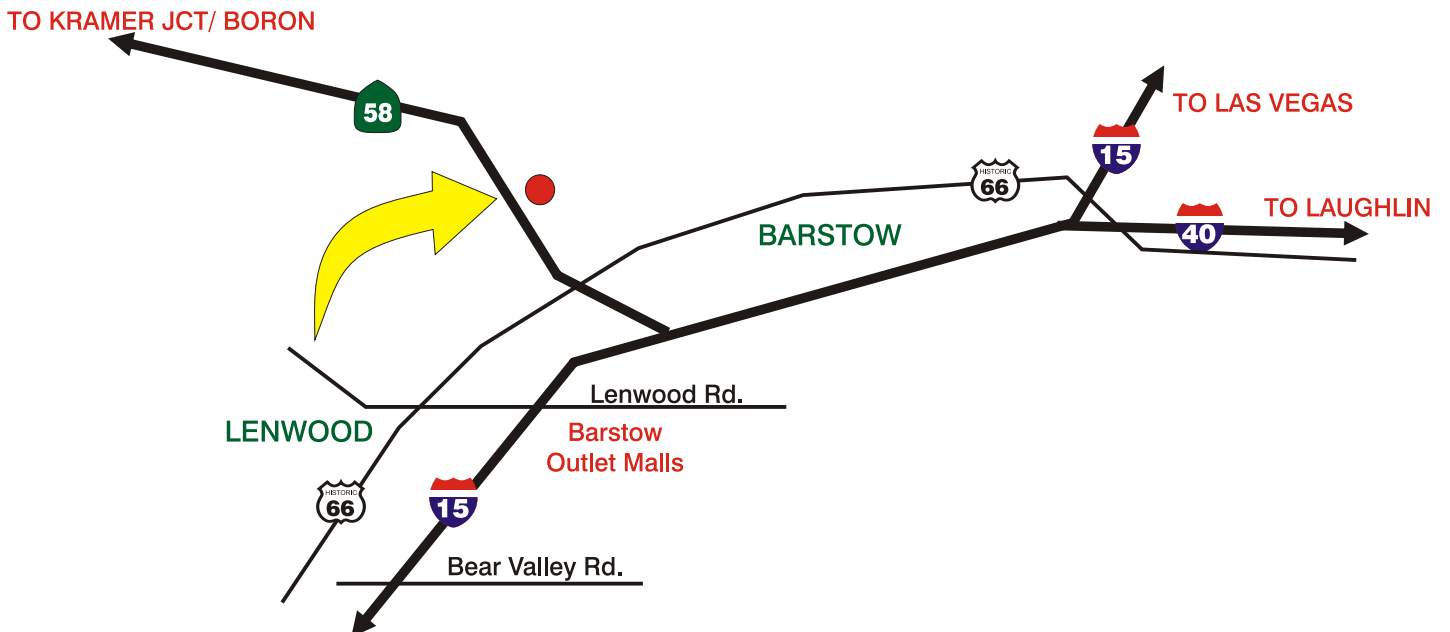 TO KRAMER JCT/ BORON
58
TO LAS VEGAS
15
HISTORIC
66
TO LAUGHLIN
40
BARSTOW
Lenwood Rd.
LENWOOD
Barstow
Outlet Malls
HISTORIC
66
15
Bear Valley Rd.